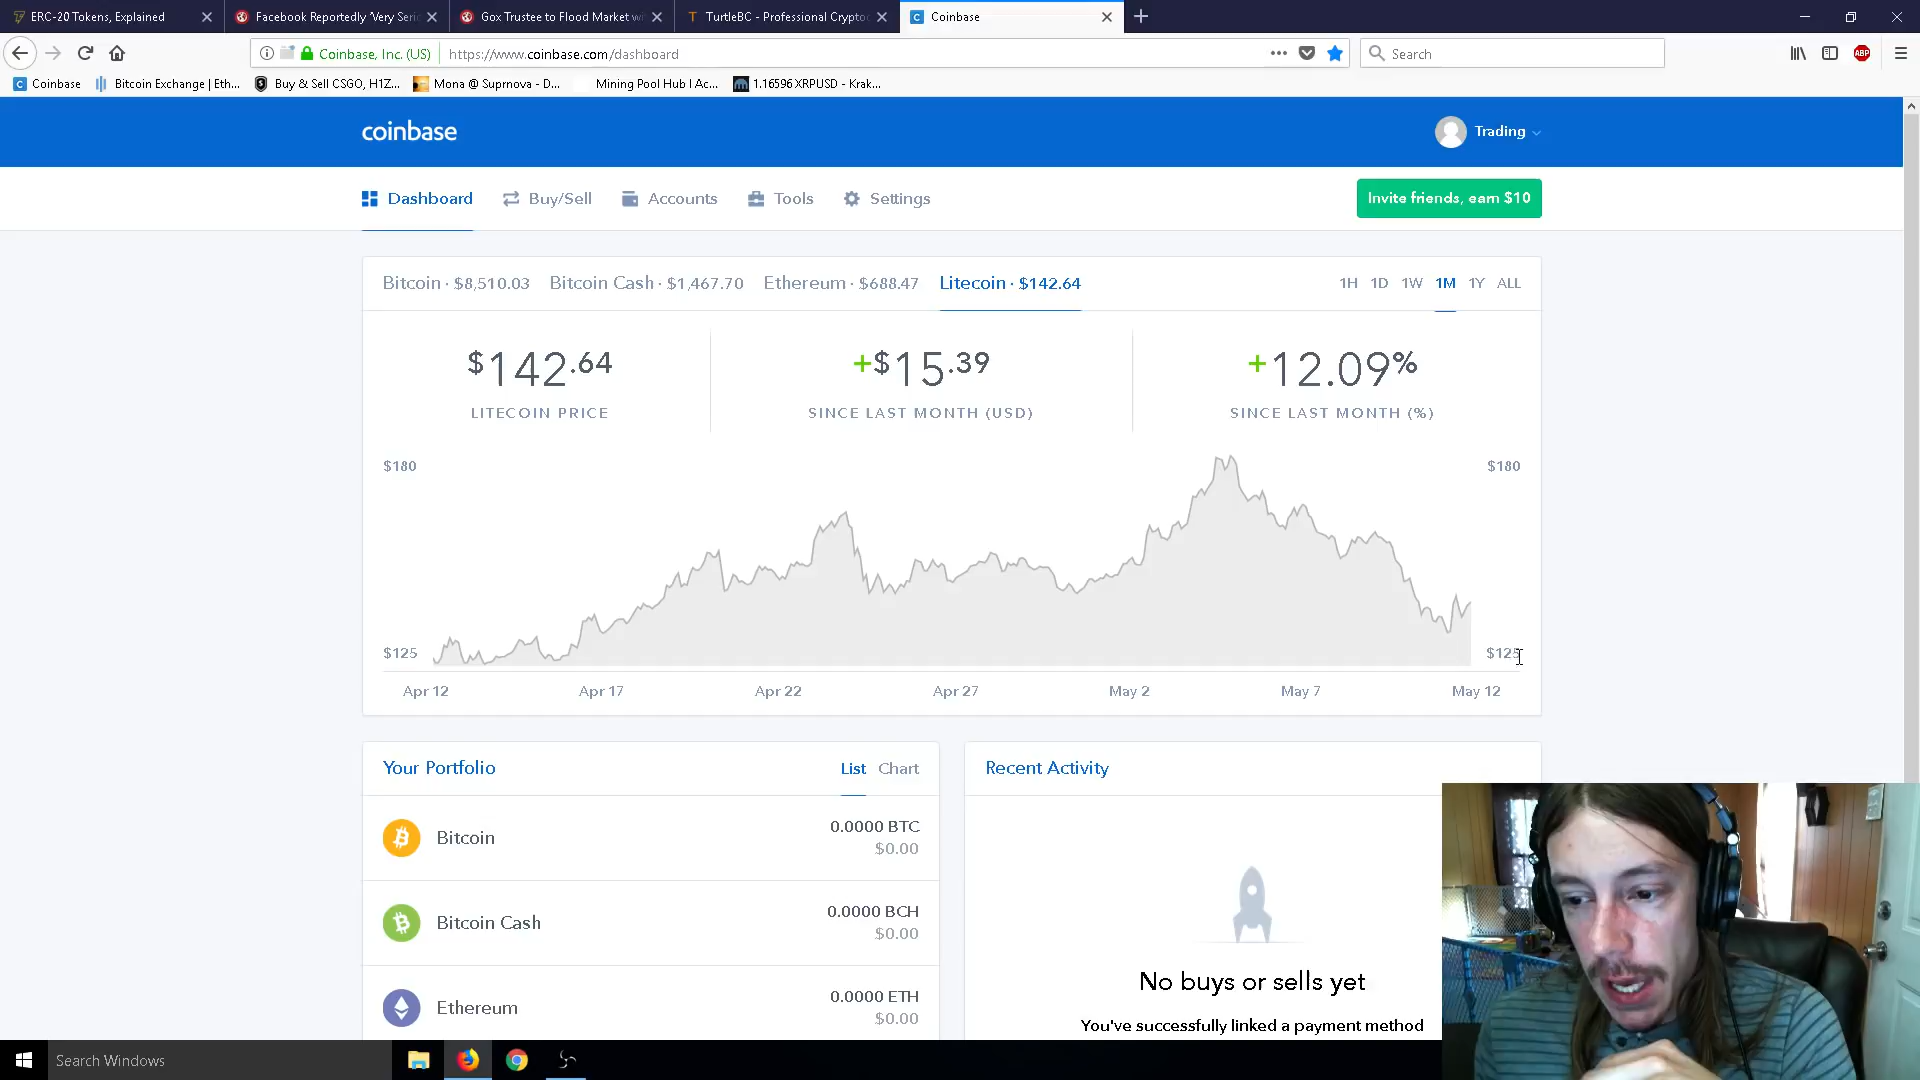 ERC-20 Tokens, Explained
Facebook Reportedly 'Very Seri
Gox Trustee to Flood Market wi
TurtleBC - Professional Cryptoc
Coinbase
Coinbase, Inc. (US)
https://www.coinbase.com/dashboard
Search
ABP
Coinbase
Bitcoin Exchange | Eth...
Buy & Sell CSGO, H1Z...
Mona @ Suprnova - D...
Mining Pool Hub | Ac...
1.16596 XRPUSD - Krak...
coinbase
Trading
Dashboard
Buy/Sell
Accounts
Tools
Settings
Invite friends, earn $10
Bitcoin · $8,510.03
Bitcoin Cash · $1,467.70
Ethereum · $688.47
Litecoin · $142.64
1H 1D 1W 1M 1Y ALL
$142.64
LITECOIN PRICE
+$15.39
SINCE LAST MONTH (USD)
+12.09%
SINCE LAST MONTH (%)
$180
$180
$125
$125
Apr 12
Apr 17
Apr 22
Apr 27
May 2
May 7
May 12
Your Portfolio
List
Chart
Bitcoin
0.0000 BTC
$0.00
Bitcoin Cash
0.0000 BCH
$0.00
Ethereum
0.0000 ETH
$0.00
Recent Activity
No buys or sells yet
You've successfully linked a payment method
Search Windows